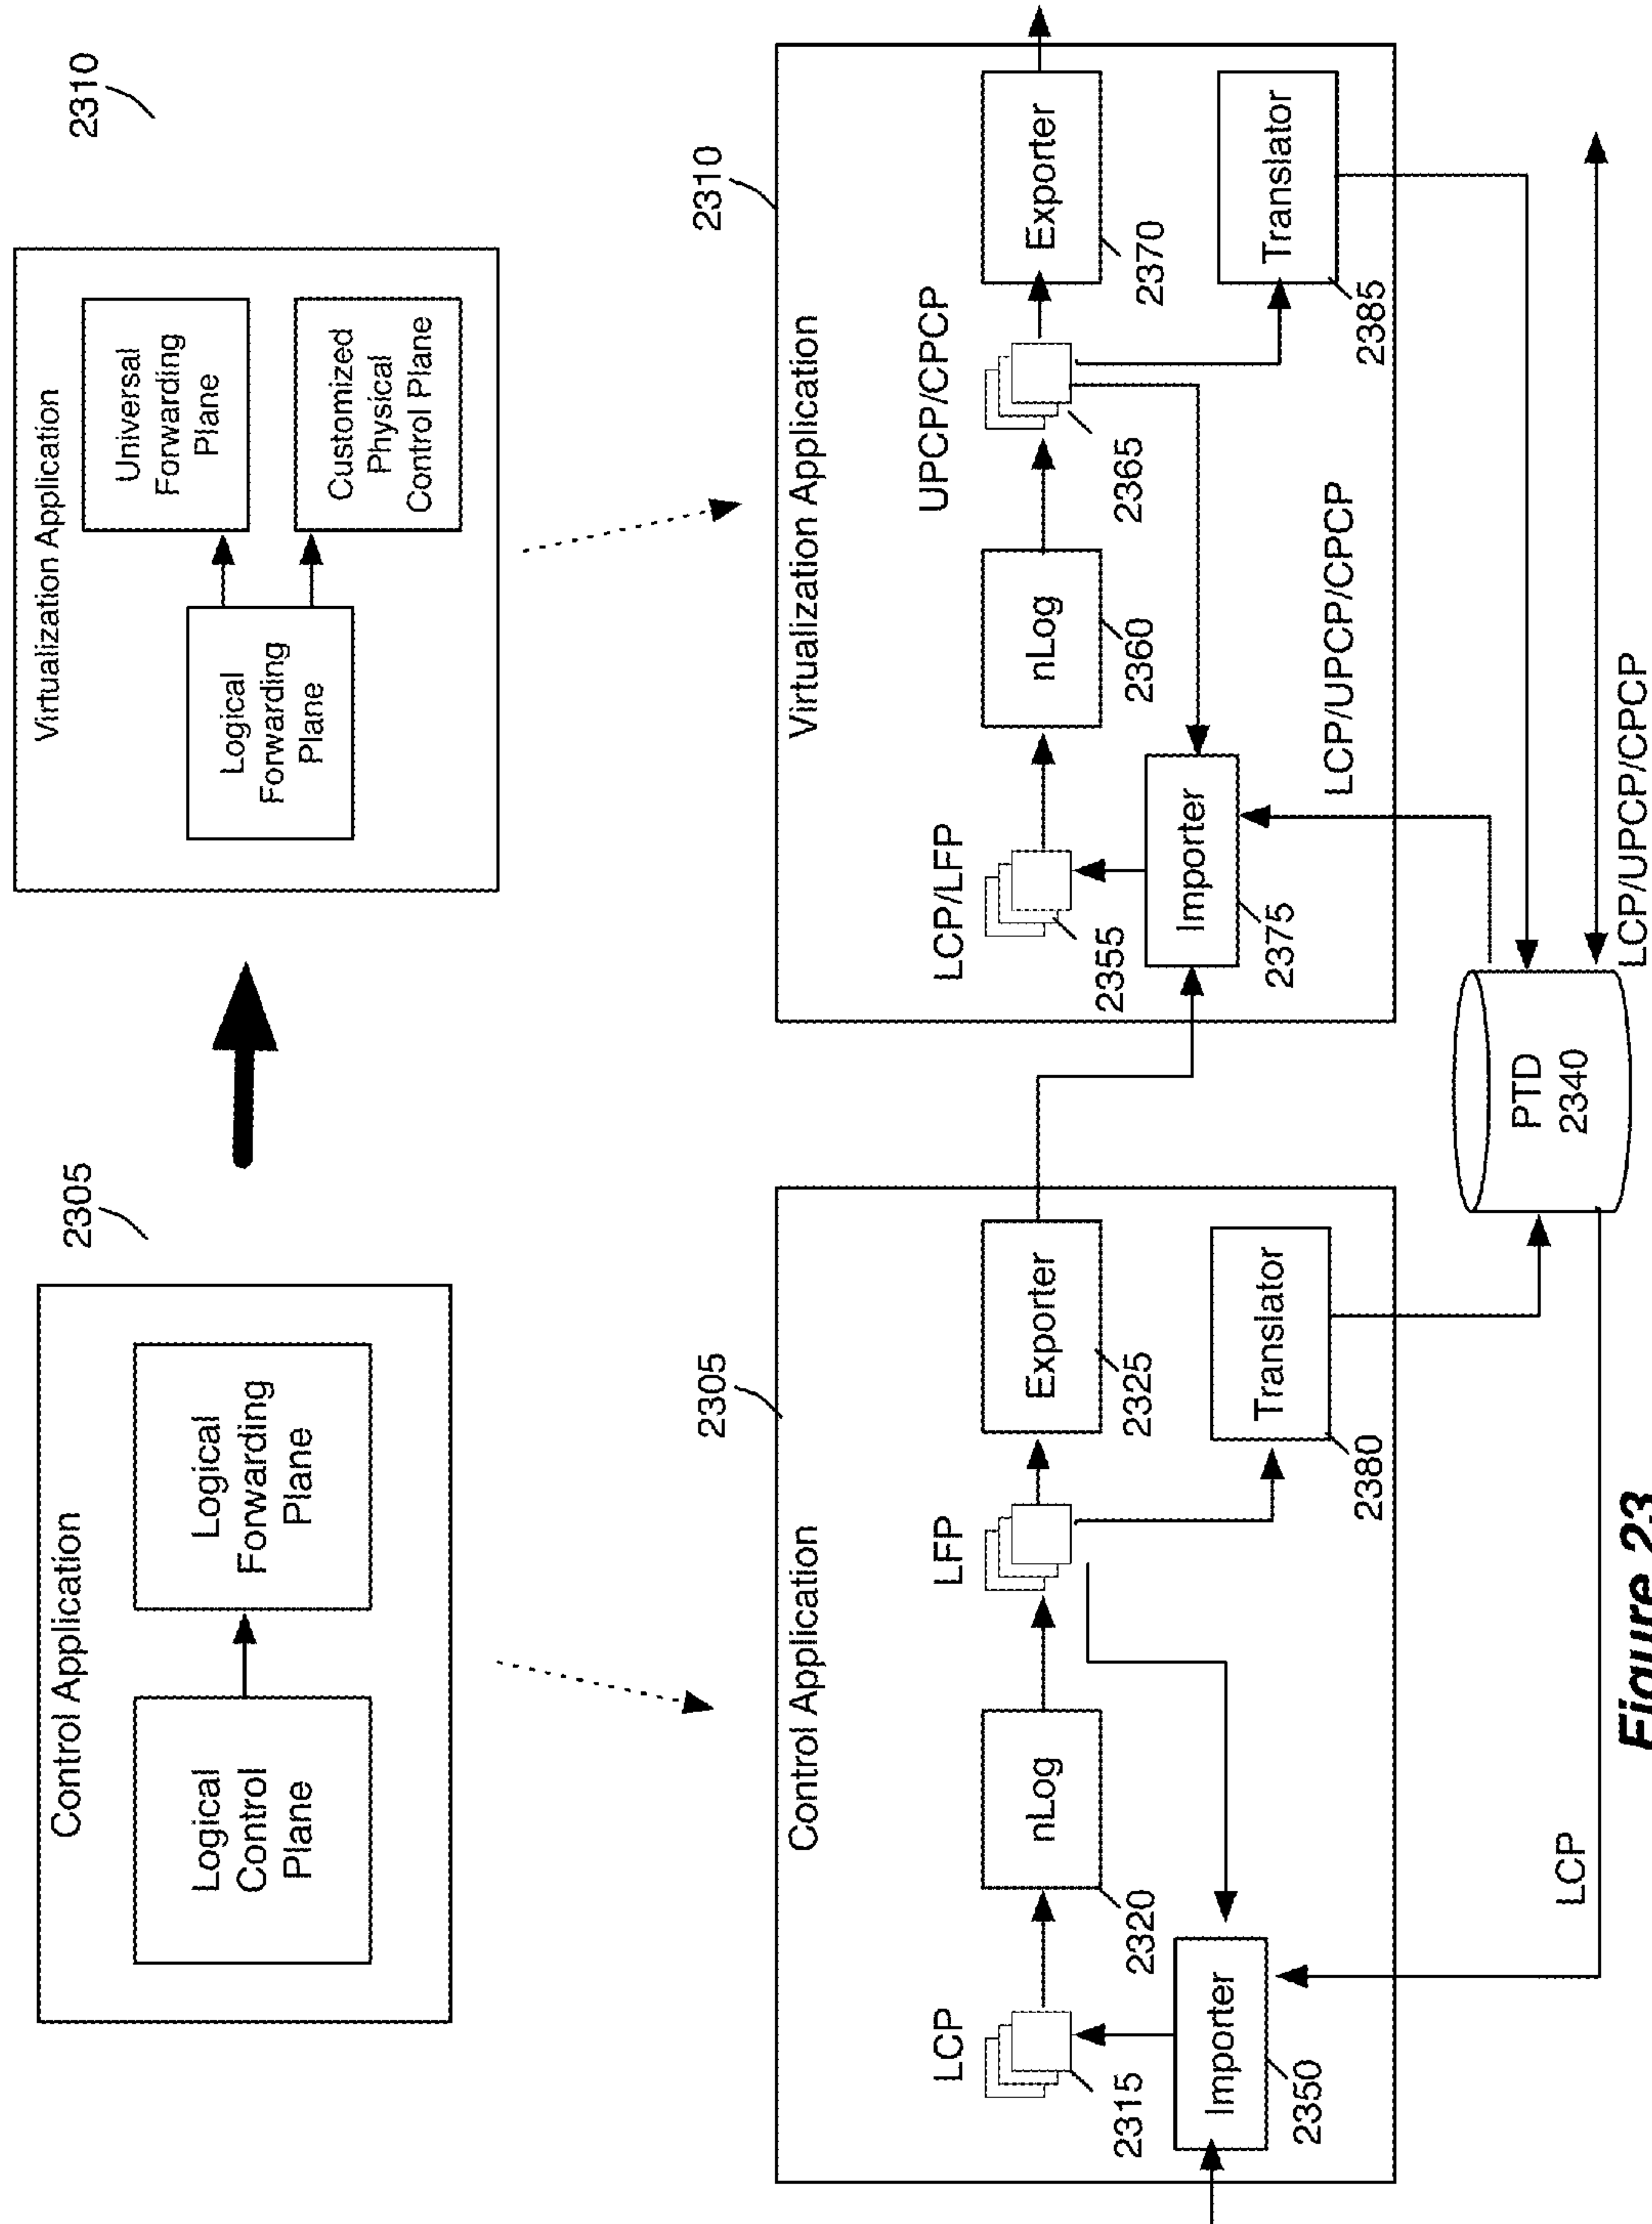 2305
2310
Control Application
Logical
Control
Plane
Logical
Forwarding
Plane
Virtualization Application
Logical
Forwarding
Plane
Universal
Forwarding
Plane
Customized
Physical
Control Plane
2305
Control Application
LCP
2315
nLog
2320
LFP
Exporter
2325
Importer
2350
Translator
2380
2310
Virtualization Application
LCP/LFP
2355
nLog
2360
UPCP/CPCP
2365
Exporter
2370
Importer
2375
Translator
2385
LCP/UPCP/CPCP
LCP
PTD
2340
LCP/UPCP/CPCP
Figure 23